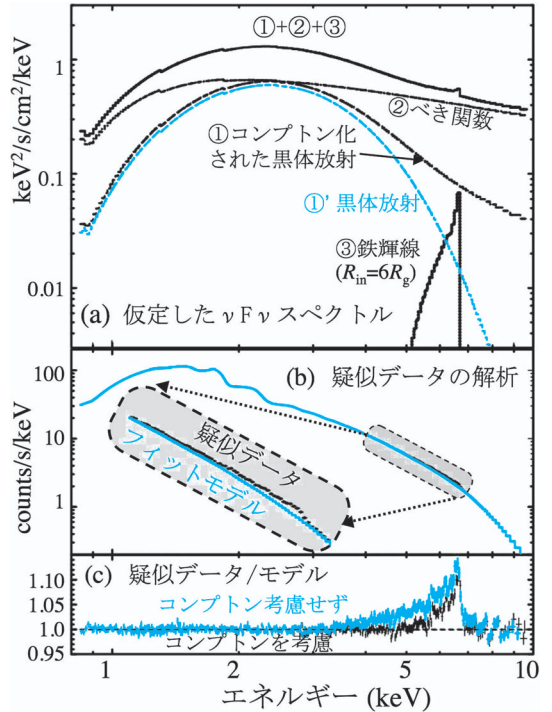 ①+②+③
keV²/s/cm²/keV
1
0.1
0.01
②べき関数
①コンプトン化
された黒体放射
①' 黒体放射
③鉄輝線
(R_in=6R_g)
(a) 仮定したνFνスペクトル
counts/s/keV
100
10
1
(b) 疑似データの解析
疑似データ
フィットモデル
(c) 疑似データ/モデル
コンプトン考慮せず
コンプトンを考慮
1.10
1.05
1.0
0.95
1 2 5 10
エネルギー (keV)